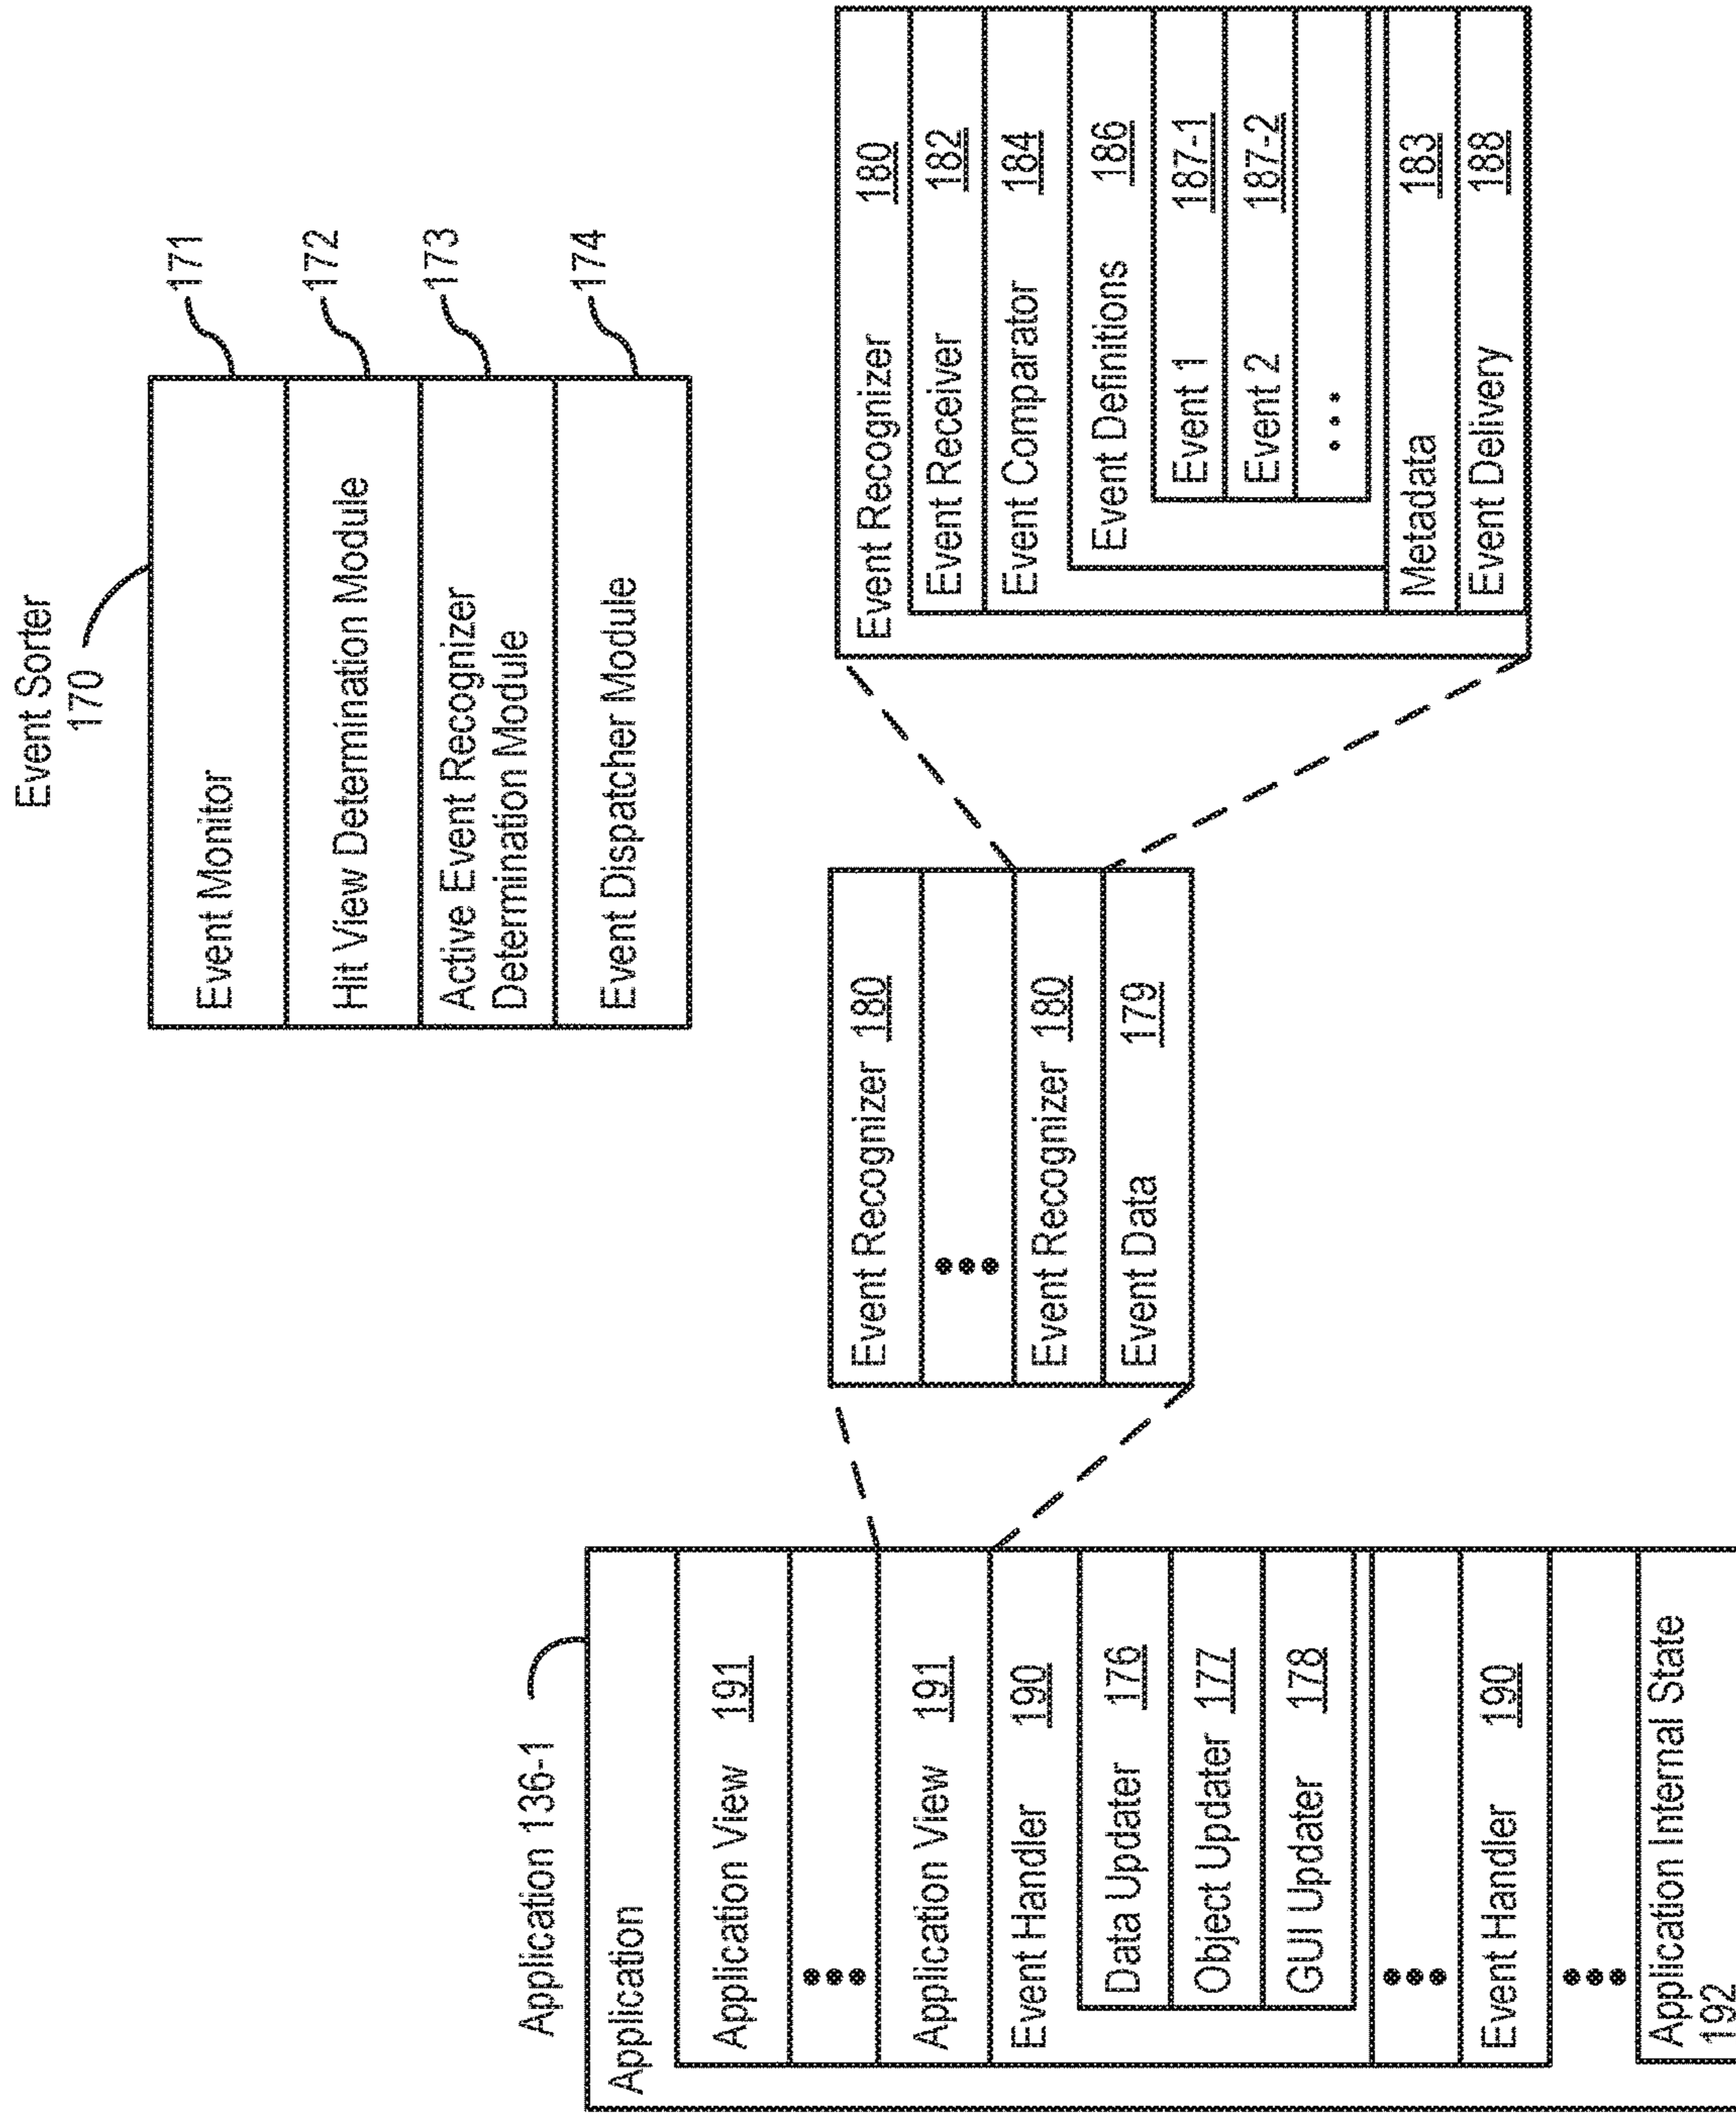 Event Sorter
170
Event Monitor
171
Hit View Determination Module
172
Active Event Recognizer
Determination Module
173
Event Dispatcher Module
174
Application 136-1
Application
Application View 191
•••
Application View 191
Event Handler 190
Data Updater 176
Object Updater 177
GUI Updater 178
•••
Event Handler 190
•••
Application Internal State
192
Event Recognizer 180
•••
Event Recognizer 180
Event Data 179
Event Recognizer 180
Event Receiver 182
Event Comparator 184
Event Definitions 186
Event 1 187-1
Event 2 187-2
•••
Metadata 183
Event Delivery 188